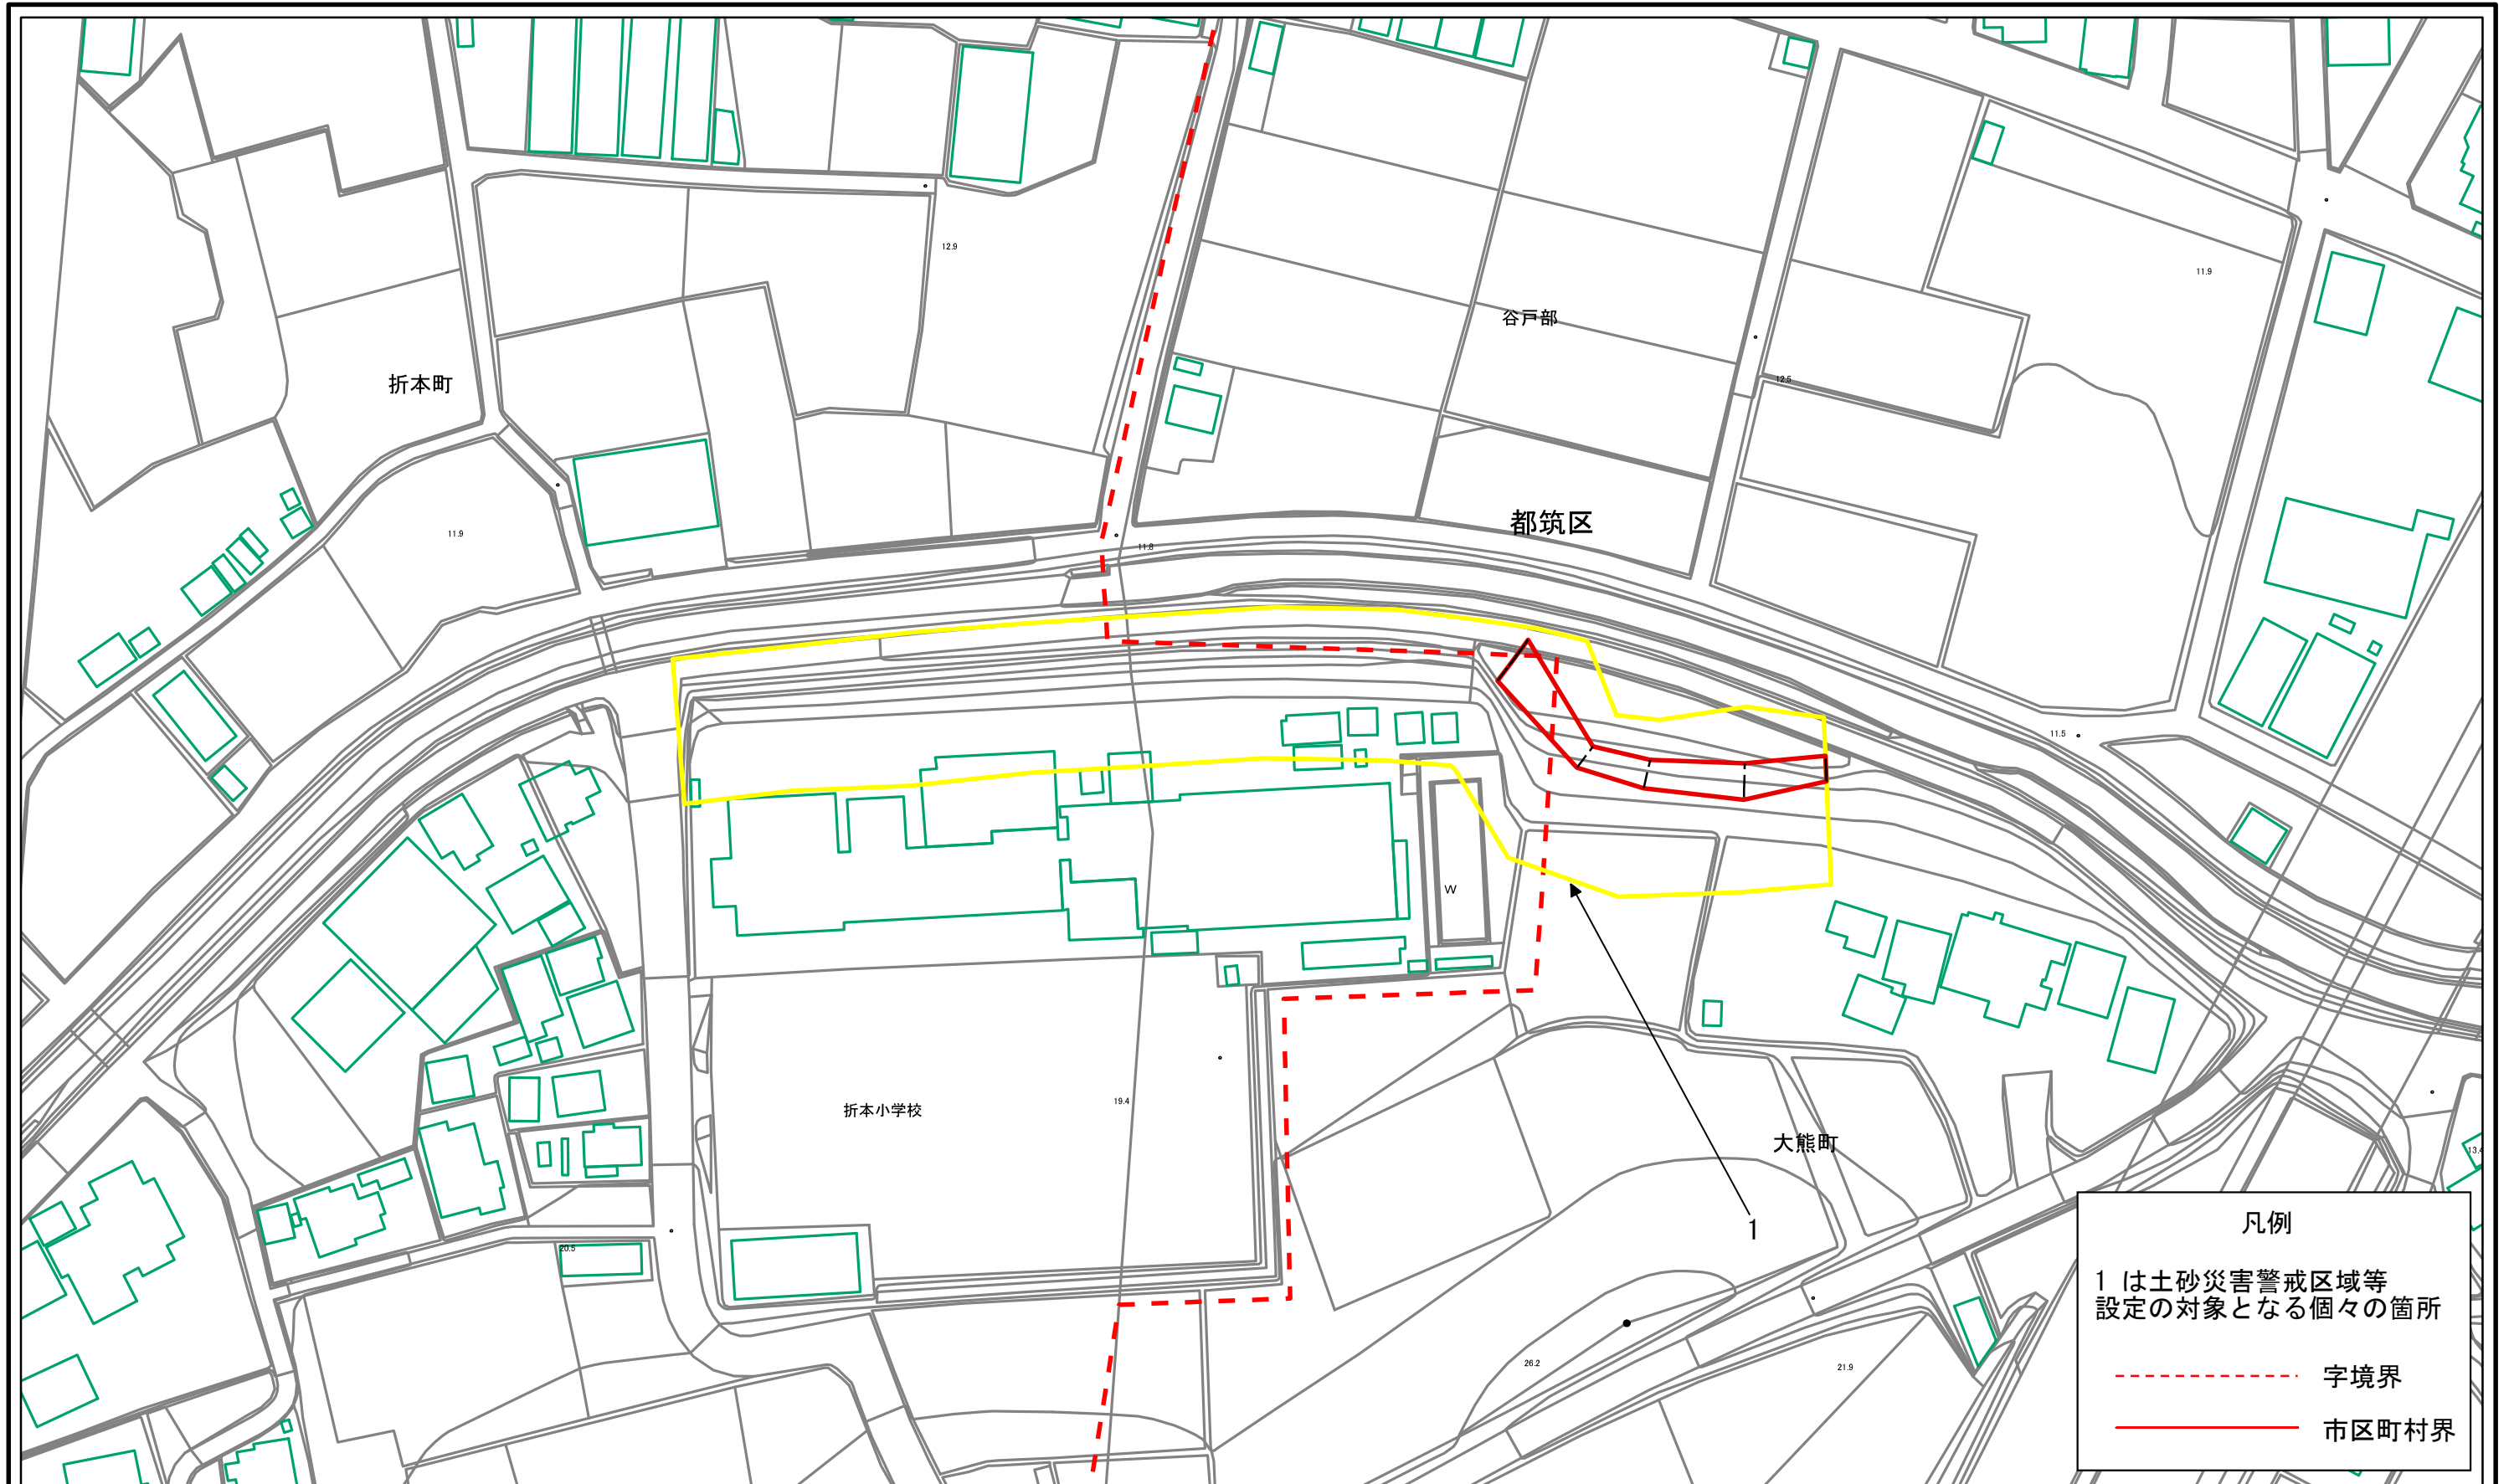 12.9
11.9
谷戸部
折本町
12.5
都筑区
11.9
11.8
11.5
W
19.4
折本小学校
大熊町
13.4
1
20.5
26.2
21.9
凡例
1 は土砂災害警戒区域等
設定の対象となる個々の箇所
字境界
市区町村界